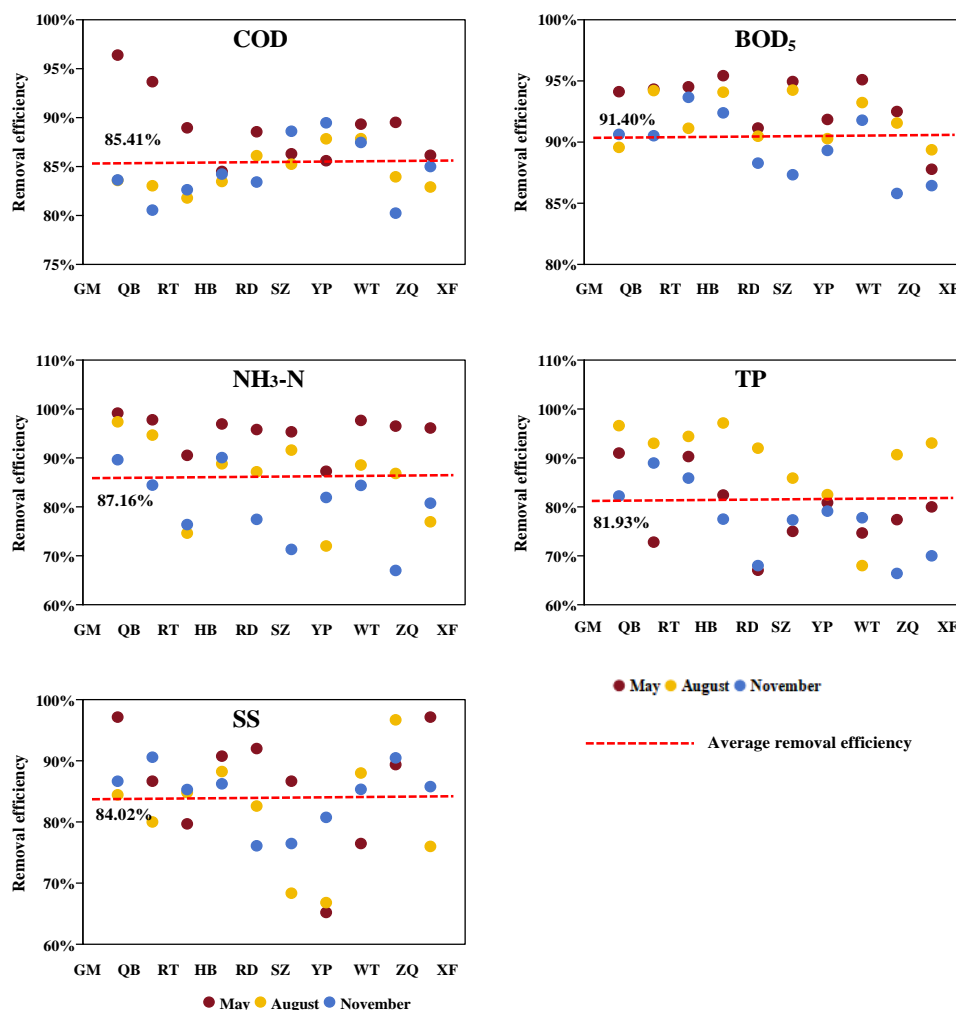 COD
Removal efficiency
100%
95%
90%
85%
80%
75%
85.41%
GM QB RT HB RD SZ YP WT ZQ XF
BOD₅
Removal efficiency
100%
95%
90%
85%
80%
91.40%
GM QB RT HB RD SZ YP WT ZQ XF
NH₃-N
Removal efficiency
110%
100%
90%
80%
70%
60%
87.16%
GM QB RT HB RD SZ YP WT ZQ XF
TP
Removal efficiency
110%
100%
90%
80%
70%
60%
81.93%
GM QB RT HB RD SZ YP WT ZQ XF
May August November
Average removal efficiency
SS
Removal efficiency
100%
90%
80%
70%
60%
84.02%
GM QB RT HB RD SZ YP WT ZQ XF
May August November